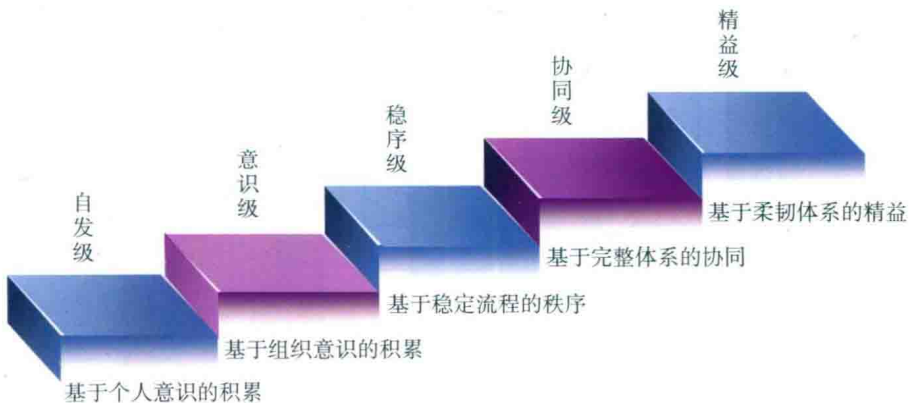 自发级
基于个人意识的积累
意识级
基于组织意识的积累
稳序级
基于稳定流程的秩序
协同级
基于完整体系的协同
精益级
基于柔韧体系的精益